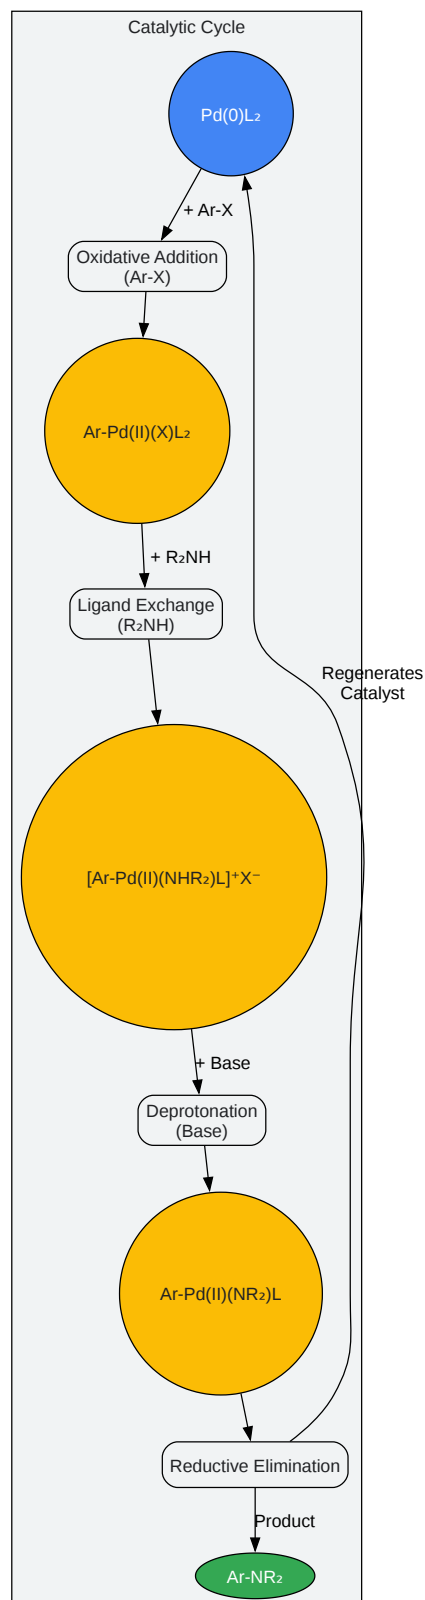 Catalytic Cycle
Pd(0)L₂
+ Ar-X
Oxidative Addition
(Ar-X)
Ar-Pd(II)(X)L₂
+ R₂NH
Ligand Exchange
(R₂NH)
Regenerates
Catalyst
[Ar-Pd(II)(NHR₂)L]⁺X⁻
+ Base
Deprotonation
(Base)
Ar-Pd(II)(NR₂)L
Reductive Elimination
Product
Ar-NR₂